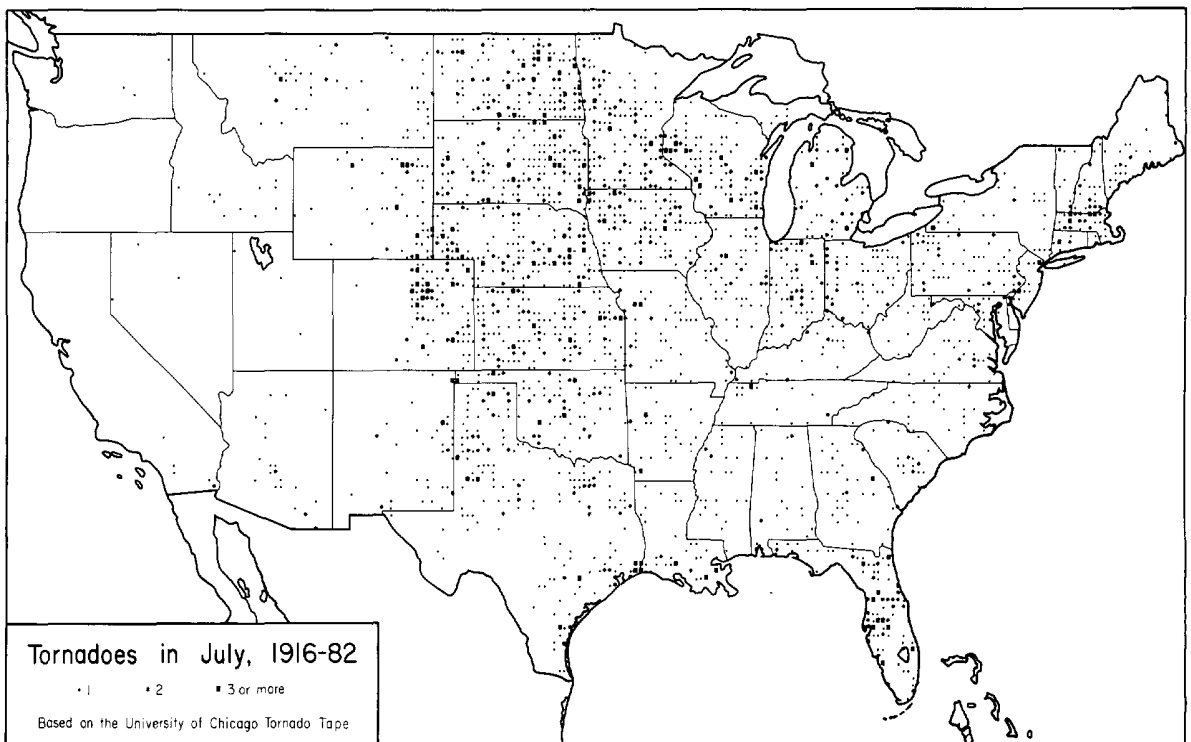 Tornadoes in July, 1916-82
1 2 3 or more
Based on the University of Chicago Tornado Tape